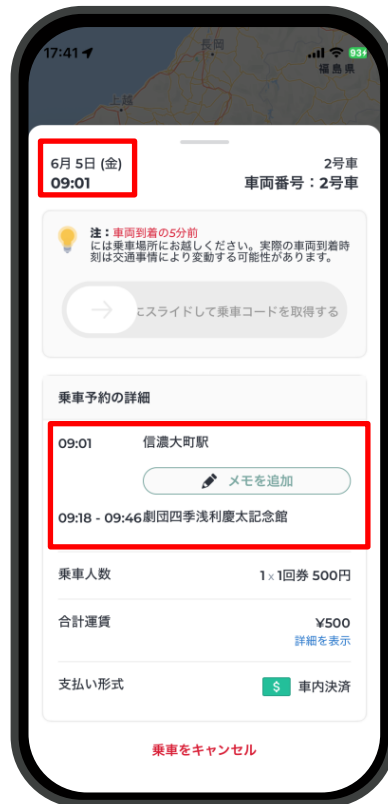 17:41
長岡
93+
福島県
上越
6月 5日 (金)
2号車
09:01
車両番号：2号車
注：車両到着の5分前
には乗車場所にお越しください。実際の車両到着時
刻は交通事情により変動する可能性があります。
にスライドして乗車コードを取得する
乗車予約の詳細
09:01 信濃大町駅
メモを追加
09:18 - 09:46 劇団四季浅利慶太記念館
乗車人数 1 x 1回券 500円
合計運賃 ¥500
詳細を表示
支払い形式 $ 車内決済
乗車をキャンセル